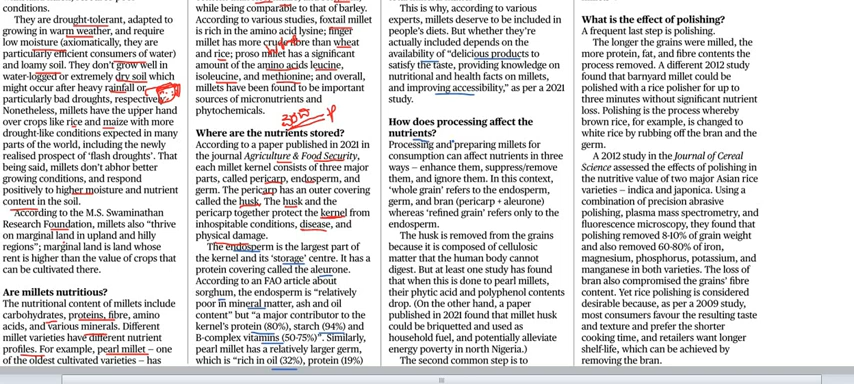 conditions
They are drought-tolerant, adapted to
growing in warm weather, and require
low moisture (axiomatically, they are
particularly efficient consumers of water)
and loamy soil. They don't grow well in
water-logged or extremely dry soil which
might occur after heavy rainfall or
particularly bad droughts, respectively.
Nonetheless, millets have the upper hand
over crops like rice and maize with more
drought-like conditions expected in many
parts of the world, including the newly
realised prospect of 'flash droughts'. That
being said, millets don't abhor better
growing conditions, and respond
positively to higher moisture and nutrient
content in the soil.
According to the M.S. Swaminathan
Research Foundation, millets also "thrive
on marginal land in upland and hilly
regions"; marginal land is land whose
rent is higher than the value of crops that
can be cultivated there.
Are millets nutritious?
The nutritional content of millets include
carbohydrates, proteins, fibre, amino
acids, and various minerals. Different
millet varieties have different nutrient
profiles. For example, pearl millet – one
of the oldest cultivated varieties – has
while being comparable to that of barley.
According to various studies, foxtail millet
is rich in the amino acid lysine; finger
millet has more crude fibre than wheat
and rice; proso millet has a significant
amount of the amino acids leucine,
isoleucine, and methionine; and overall,
millets have been found to be important
sources of micronutrients and
phytochemicals.
Where are the nutrients stored?
According to a paper published in 2021 in
the journal Agriculture & Food Security,
each millet kernel consists of three major
parts, called pericarp, endosperm, and
germ. The pericarp has an outer covering
called the husk. The husk and the
pericarp together protect the kernel from
inhospitable conditions, disease, and
physical damage.
The endosperm is the largest part of
the kernel and its 'storage' centre. It has a
protein covering called the aleurone.
According to an FAO article about
sorghum, the endosperm is "relatively
poor in mineral matter, ash and oil
content" but "a major contributor to the
kernel's protein (80%), starch (94%) and
B-complex vitamins (50-75%)". Similarly,
pearl millet has a relatively larger germ,
which is "rich in oil (32%), protein (19%)
This is why, according to various
experts, millets deserve to be included in
people's diets. But whether they're
actually included depends on the
availability of "delicious products to
satisfy the taste, providing knowledge on
nutritional and health facts on millets,
and improving accessibility," as per a 2021
study.
How does processing affect the
nutrients?
Processing and preparing millets for
consumption can affect nutrients in three
ways – enhance them, suppress/remove
them, and ignore them. In this context,
'whole grain' refers to the endosperm,
germ, and bran (pericarp + aleurone)
whereas 'refined grain' refers only to the
endosperm.
The husk is removed from the grains
because it is composed of cellulosic
matter that the human body cannot
digest. But at least one study has found
that when this is done to pearl millets,
their phytic acid and polyphenol contents
drop. (On the other hand, a paper
published in 2021 found that millet husk
could be briquetted and used as
household fuel, and potentially alleviate
energy poverty in north Nigeria.)
The second common step is to
What is the effect of polishing?
A frequent last step is polishing.
The longer the grains were milled, the
more protein, fat, and fibre contents the
process removed. A different 2012 study
found that barnyard millet could be
polished with a rice polisher for up to
three minutes without significant nutrient
loss. Polishing is the process whereby
brown rice, for example, is changed to
white rice by rubbing off the bran and the
germ.
A 2012 study in the Journal of Cereal
Science assessed the effects of polishing in
the nutritive value of two major Asian rice
varieties – indica and japonica. Using a
combination of precision abrasive
polishing, plasma mass spectrometry, and
fluorescence microscopy, they found that
polishing removed 8-10% of grain weight
and also removed 60-80% of iron,
magnesium, phosphorus, potassium, and
manganese in both varieties. The loss of
bran also compromised the grains' fibre
content. Yet rice polishing is considered
desirable because, as per a 2009 study,
most consumers favour the resulting taste
and texture and prefer the shorter
cooking time, and retailers want longer
shelf-life, which can be achieved by
removing the bran.